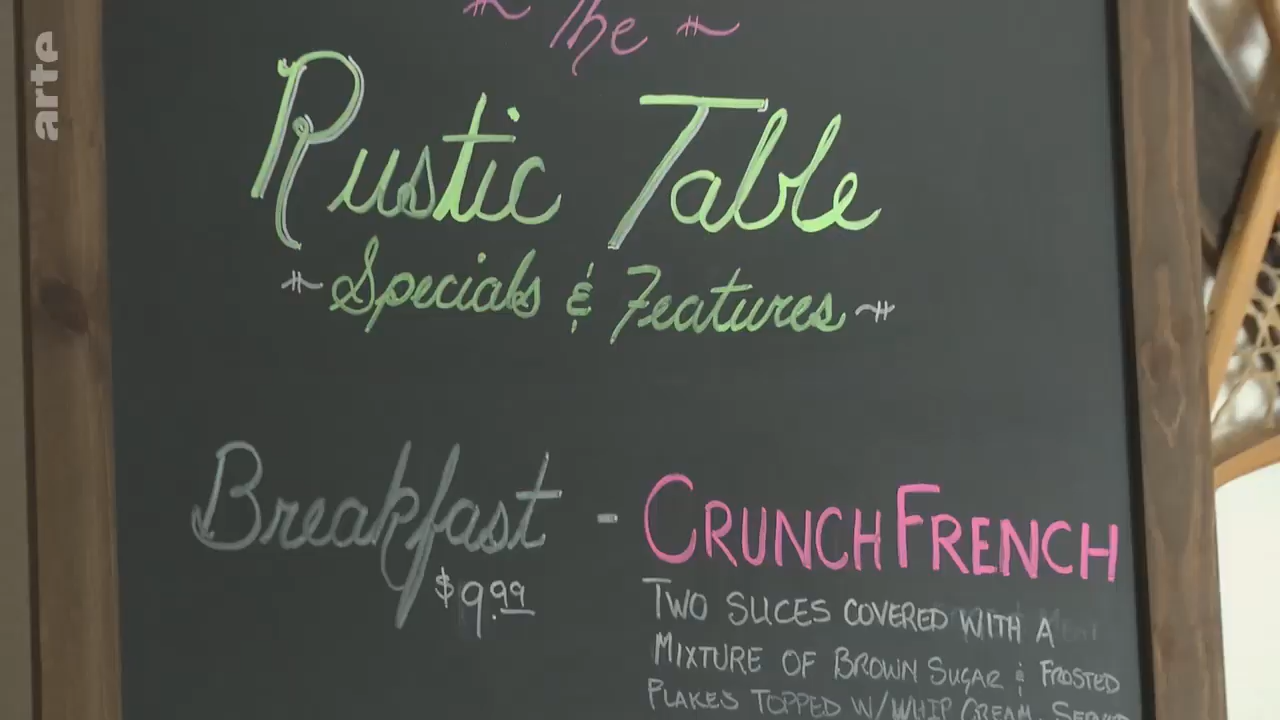 arte
The
Rustic Table
Specials & Features
Breakfast - CRUNCH FRENCH
$9.99
TWO SLICES COVERED WITH A
MIXTURE OF BROWN SUGAR & FROSTED
FLAKES TOPPED W/WHIP CREAM